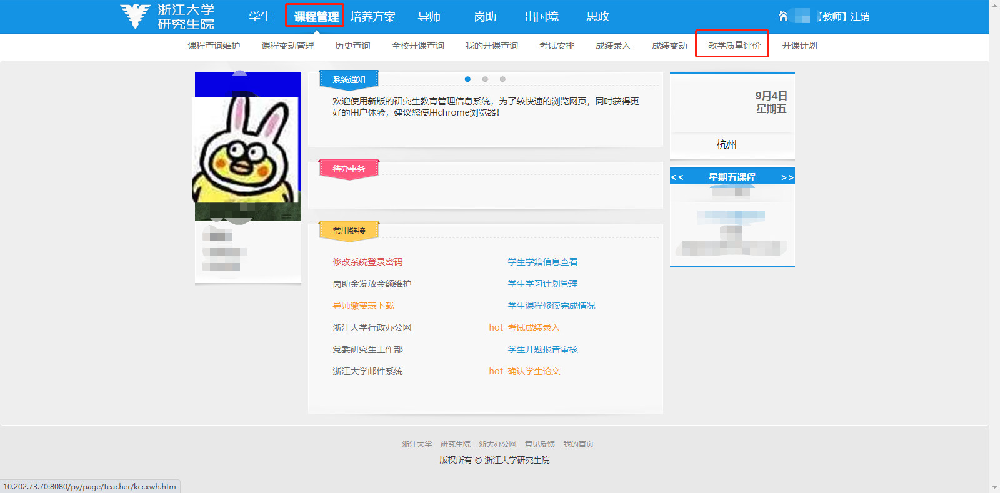 浙江大学
研究生院
学生 课程管理 培养方案 导师 岗助 出国境 思政
【教师】注销
课程查询维护 课程变动管理 历史查询 全校开课查询 我的开课查询 考试安排 成绩录入 成绩变动 教学质量评价 开课计划
系统通知
欢迎使用新版的研究生教育管理信息系统，为了较快速的浏览网页，同时获得更
好的用户体验，建议您使用chrome浏览器！
待办事务
常用链接
修改系统登录密码 学生学籍信息查看
岗助金发放金额维护 学生学习计划管理
导师缴费表下载 学生课程修读完成情况
浙江大学行政办公网 hot 考试成绩录入
党委研究生工作部 学生开题报告审核
浙江大学邮件系统 hot 确认学生论文
9月4日
星期五
杭州
<< 星期五课程 >>
浙江大学 研究生院 浙大办公网 意见反馈 我的首页
版权所有 © 浙江大学研究生院
10.202.73.70:8080/py/page/teacher/kccxwh.htm